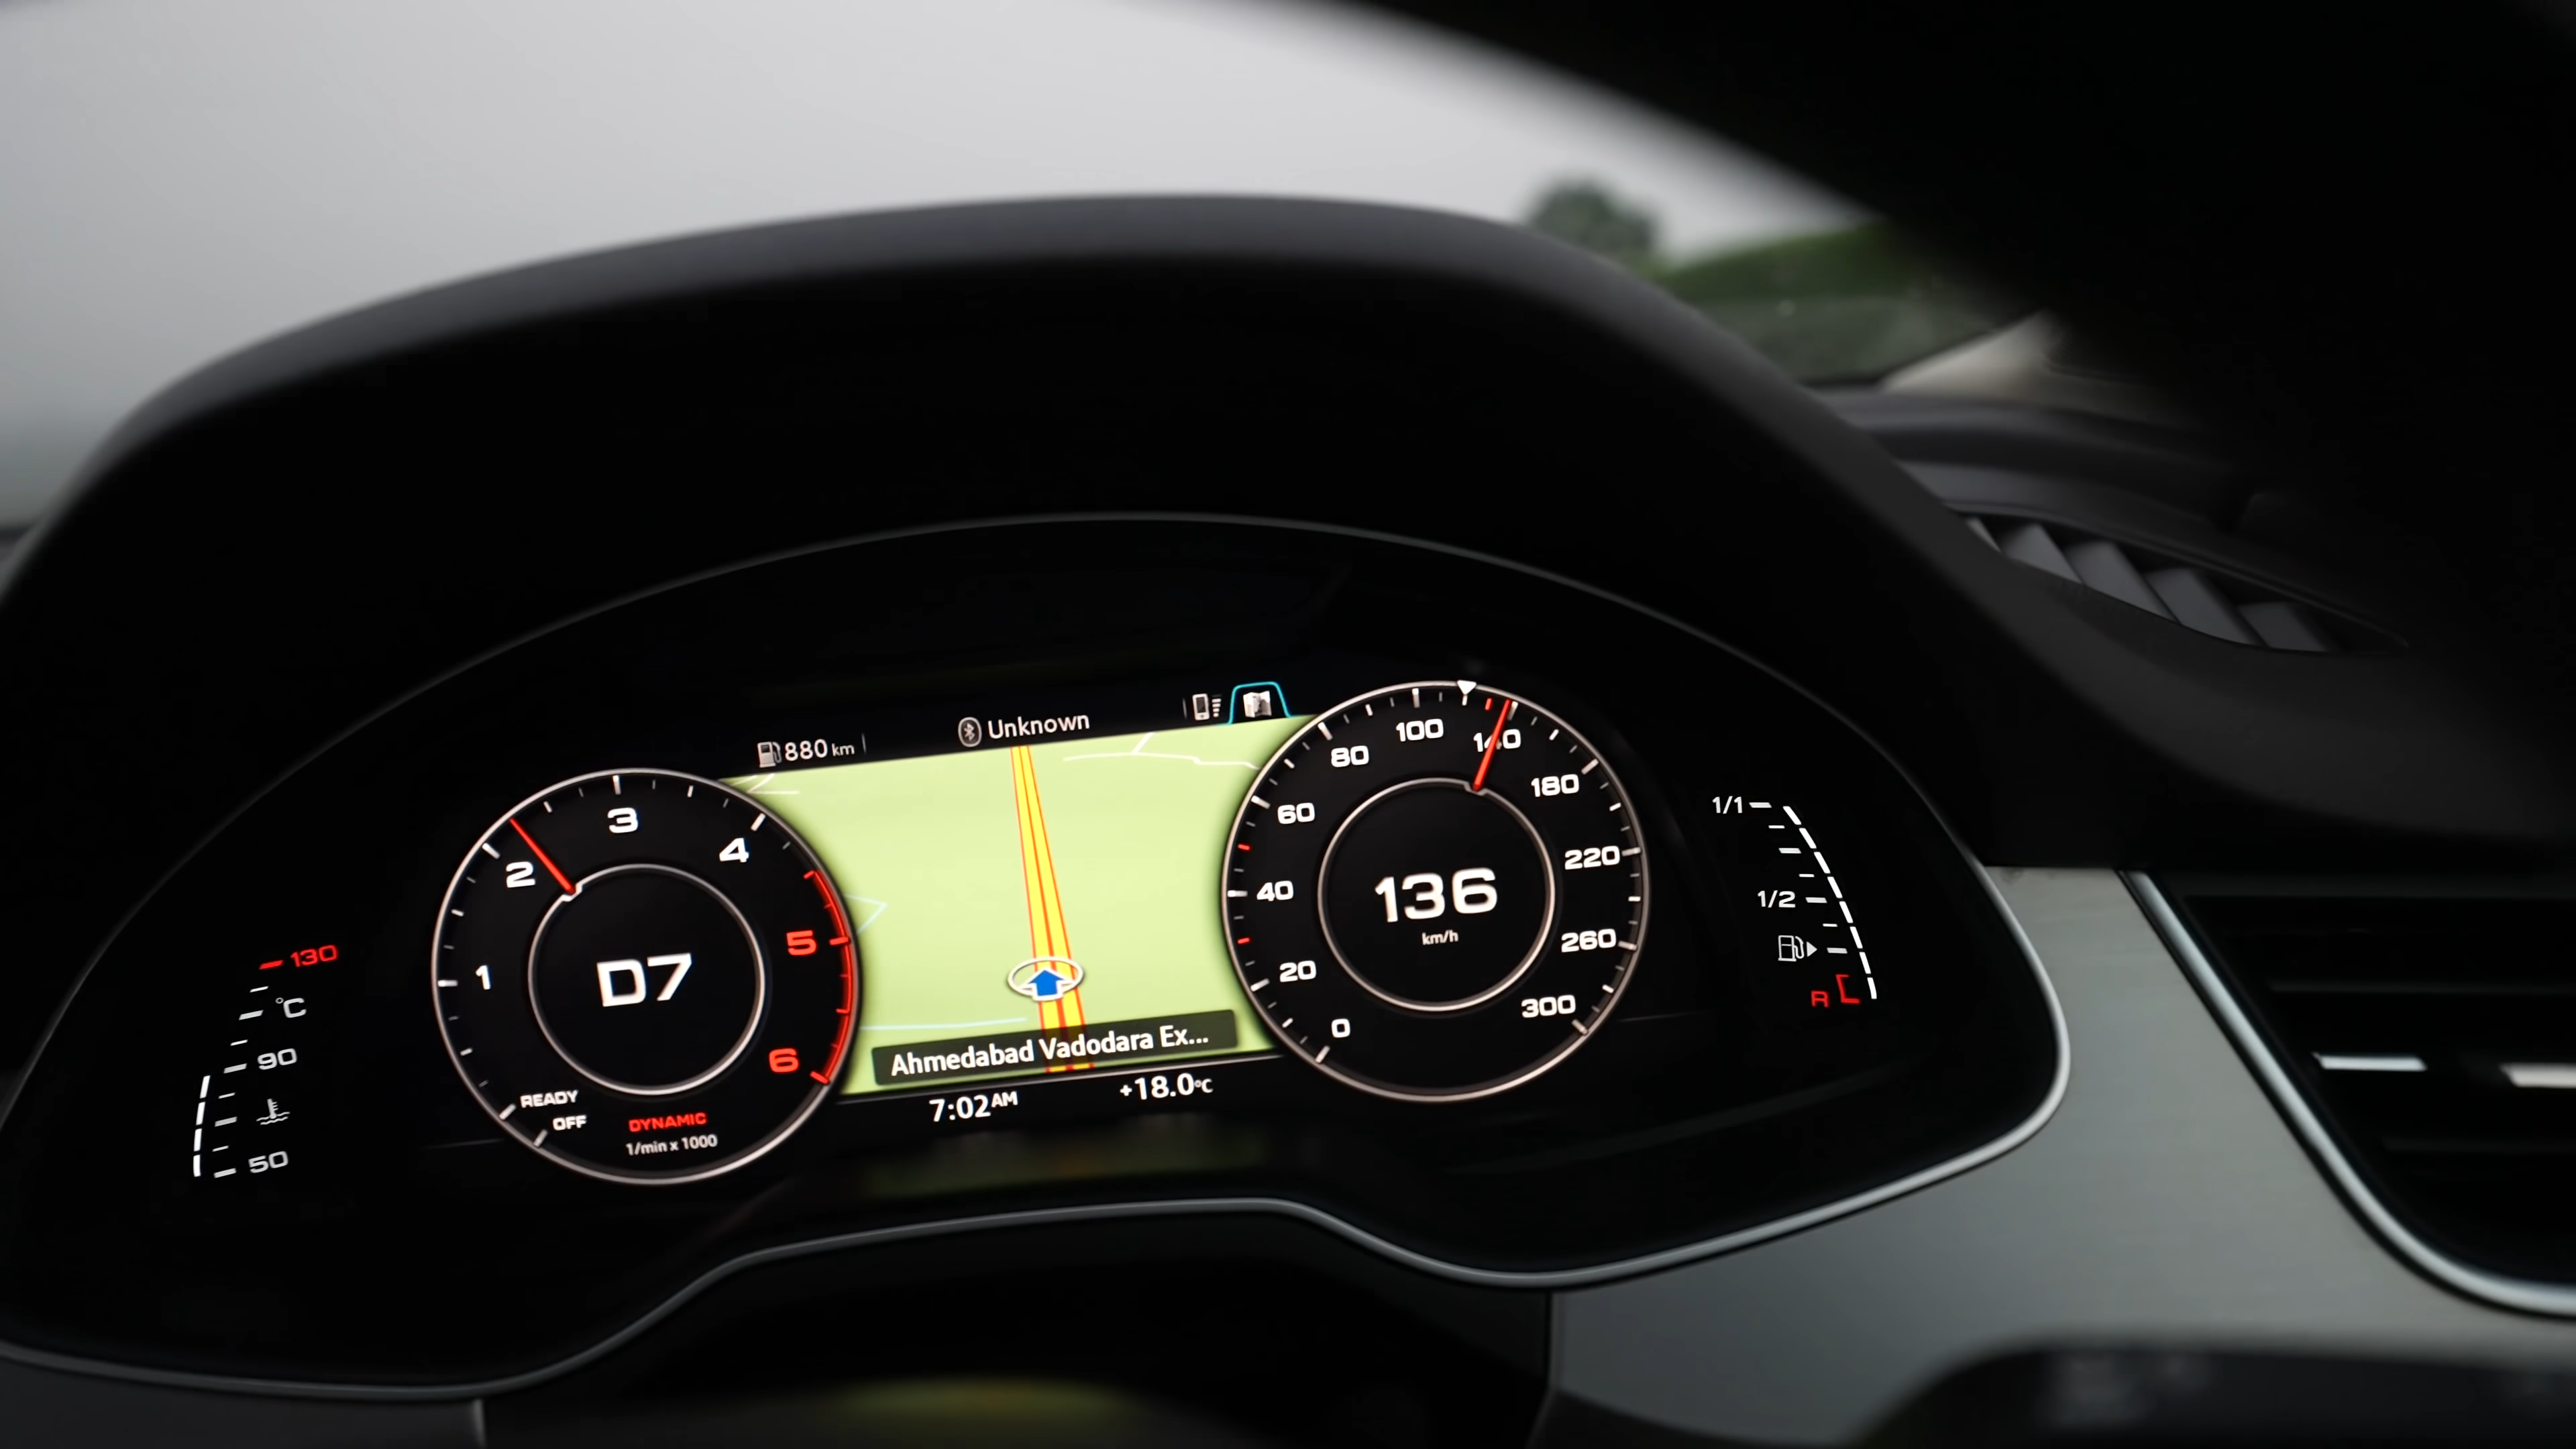 880 km
Unknown
130
°C
90
50
1
2
3
4
5
6
D7
READY
OFF
DYNAMIC
1/min x 1000
Ahmedabad Vadodara Ex...
7:02AM
+18.0°C
0
20
40
60
80
100
140
180
220
260
300
136
km/h
1/1
1/2
R